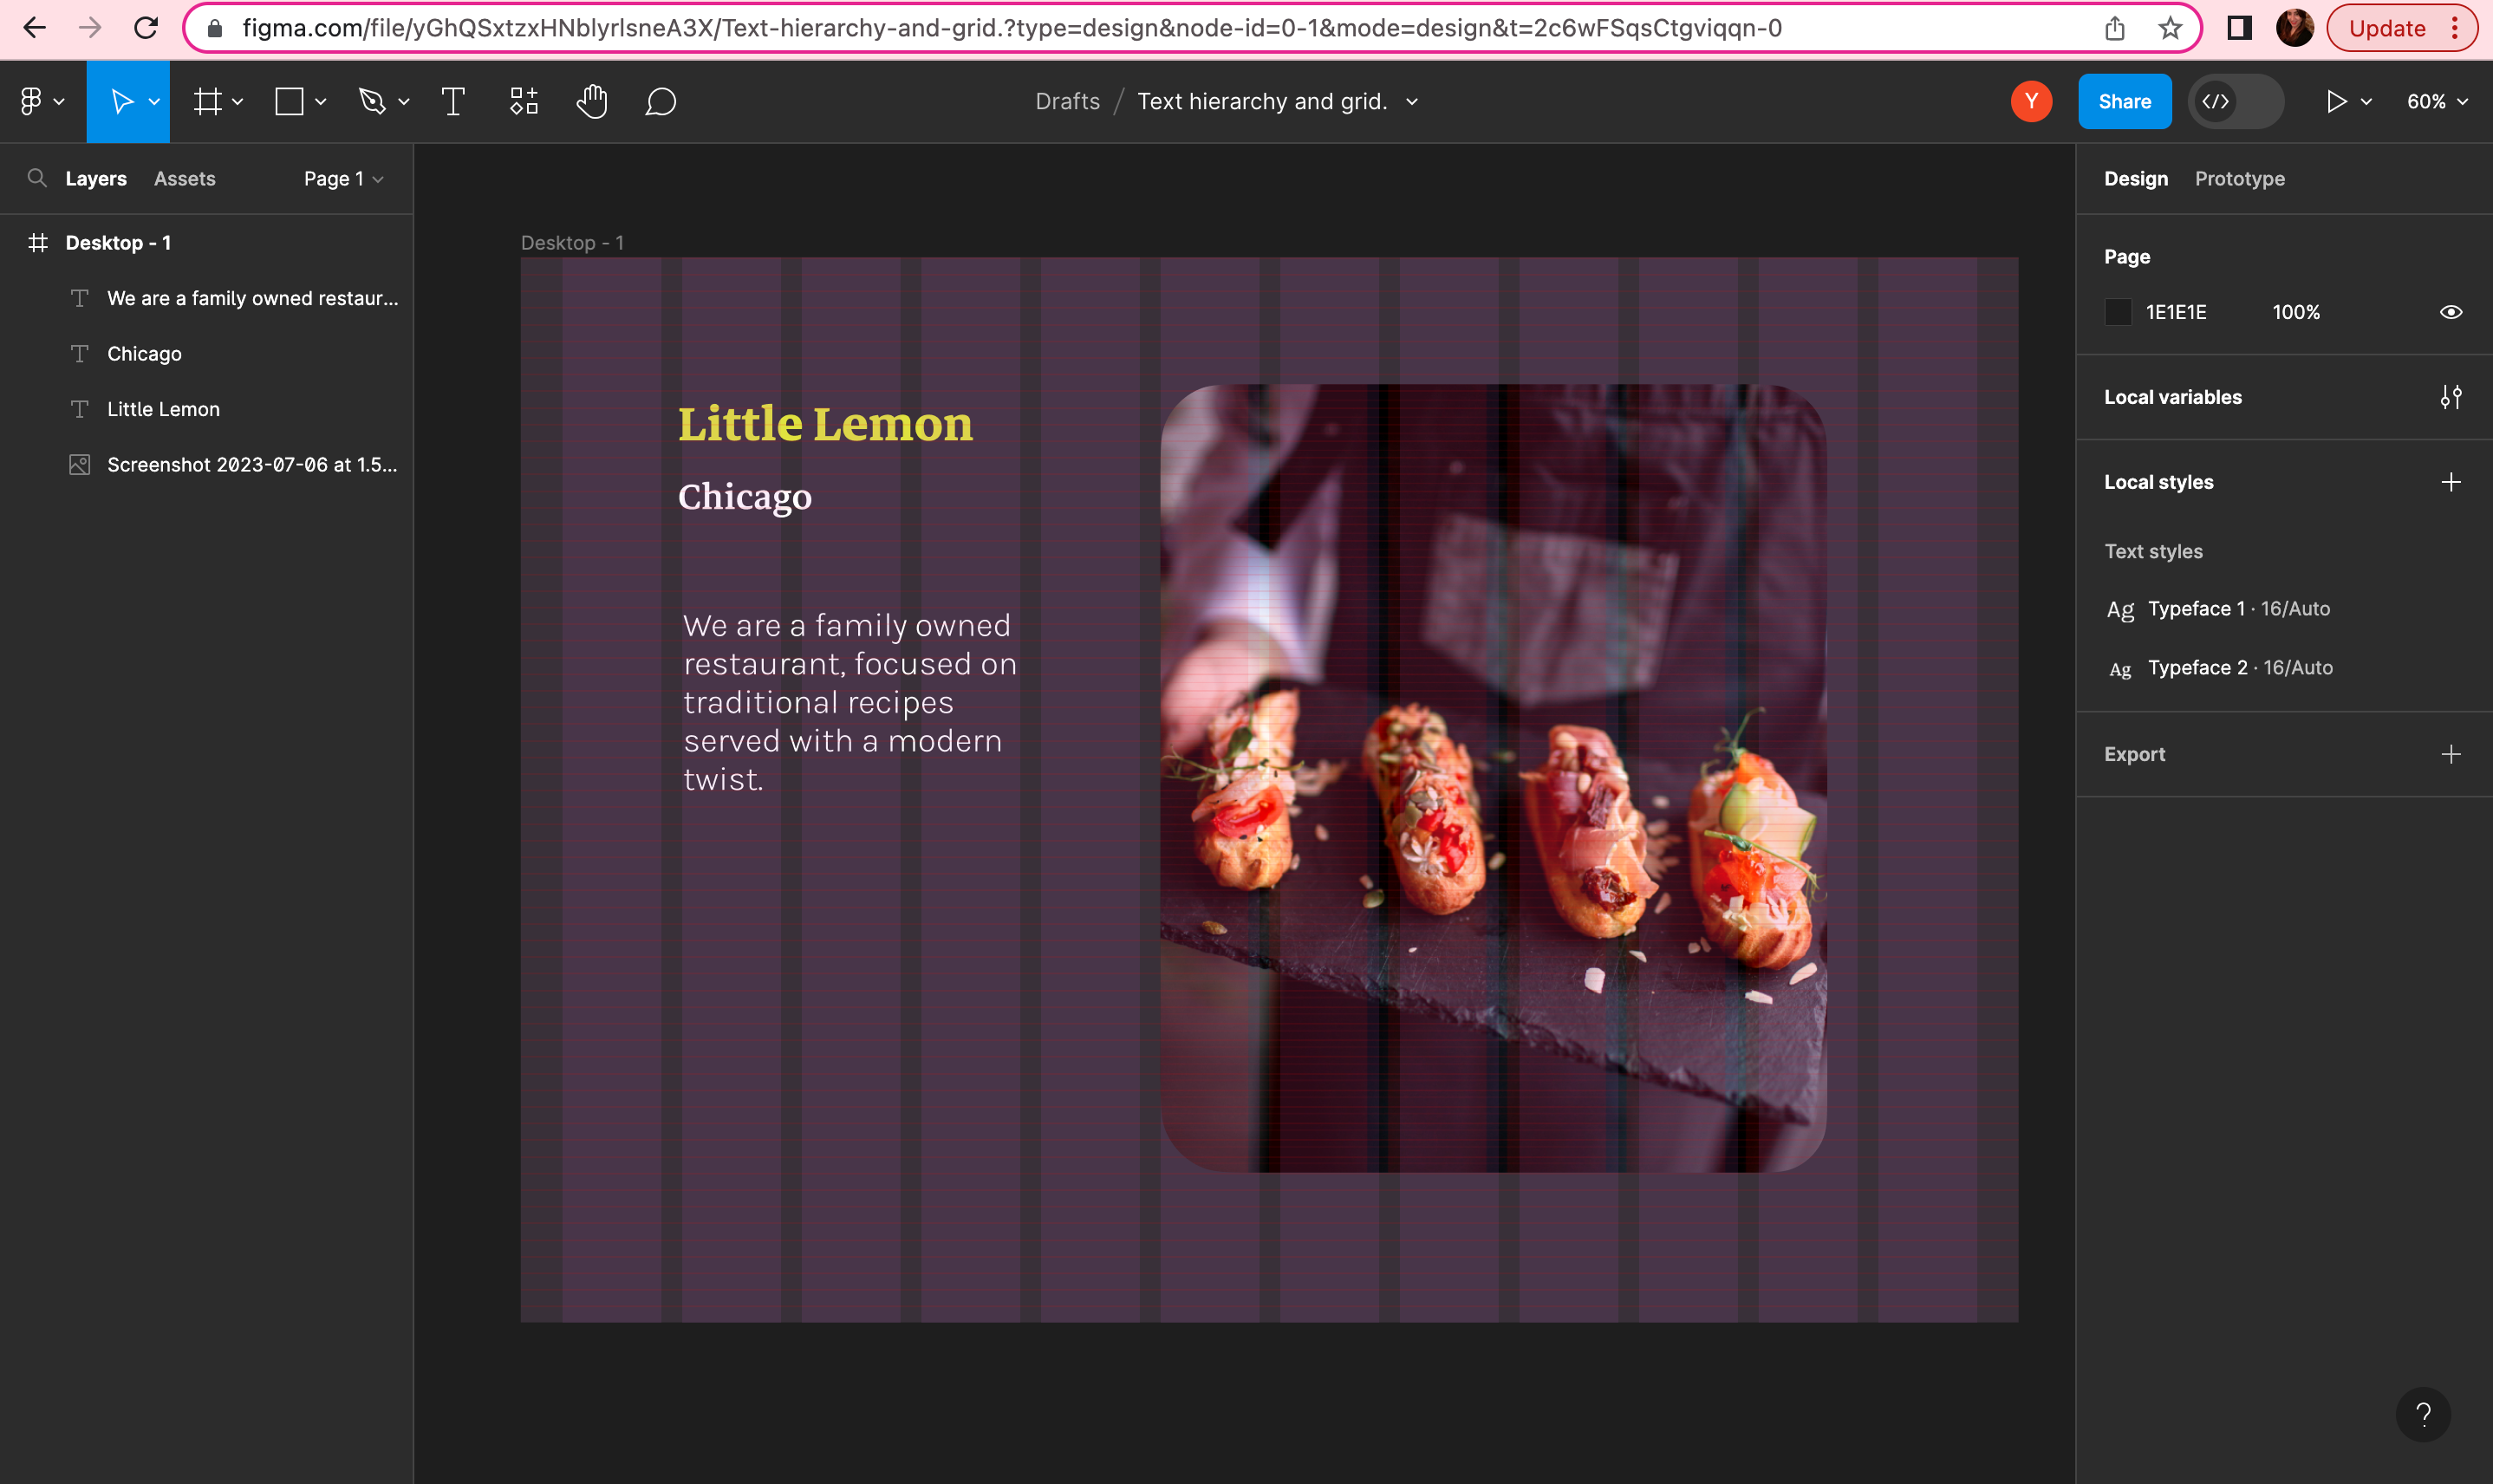 figma.com/file/yGhQSxtzxHNblyrlsneA3X/Text-hierarchy-and-grid.?type=design&node-id=0-1&mode=design&t=2c6wFSqsCtgviqqn-0
Update
Drafts / Text hierarchy and grid.
Y
Share
60%
Layers
Assets
Page 1
Design
Prototype
Desktop - 1
We are a family owned restaur...
Chicago
Little Lemon
Screenshot 2023-07-06 at 1.5...
Desktop - 1
Little Lemon
Chicago
We are a family owned
restaurant, focused on
traditional recipes
served with a modern
twist.
Page
1E1E1E 100%
Local variables
Local styles
Text styles
Ag Typeface 1 · 16/Auto
Ag Typeface 2 · 16/Auto
Export
?